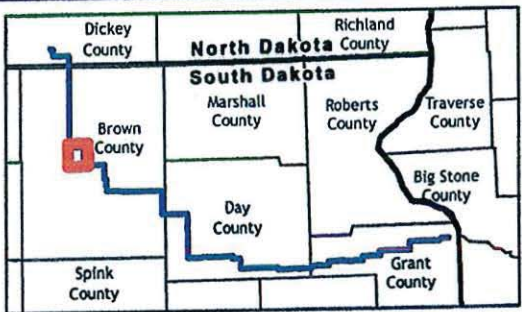 Dickey
County
Richland
County
North Dakota
South Dakota
Marshall
County
Roberts
County
Traverse
County
Brown
County
Big Stone
County
Day
County
Grant
County
Spink
County